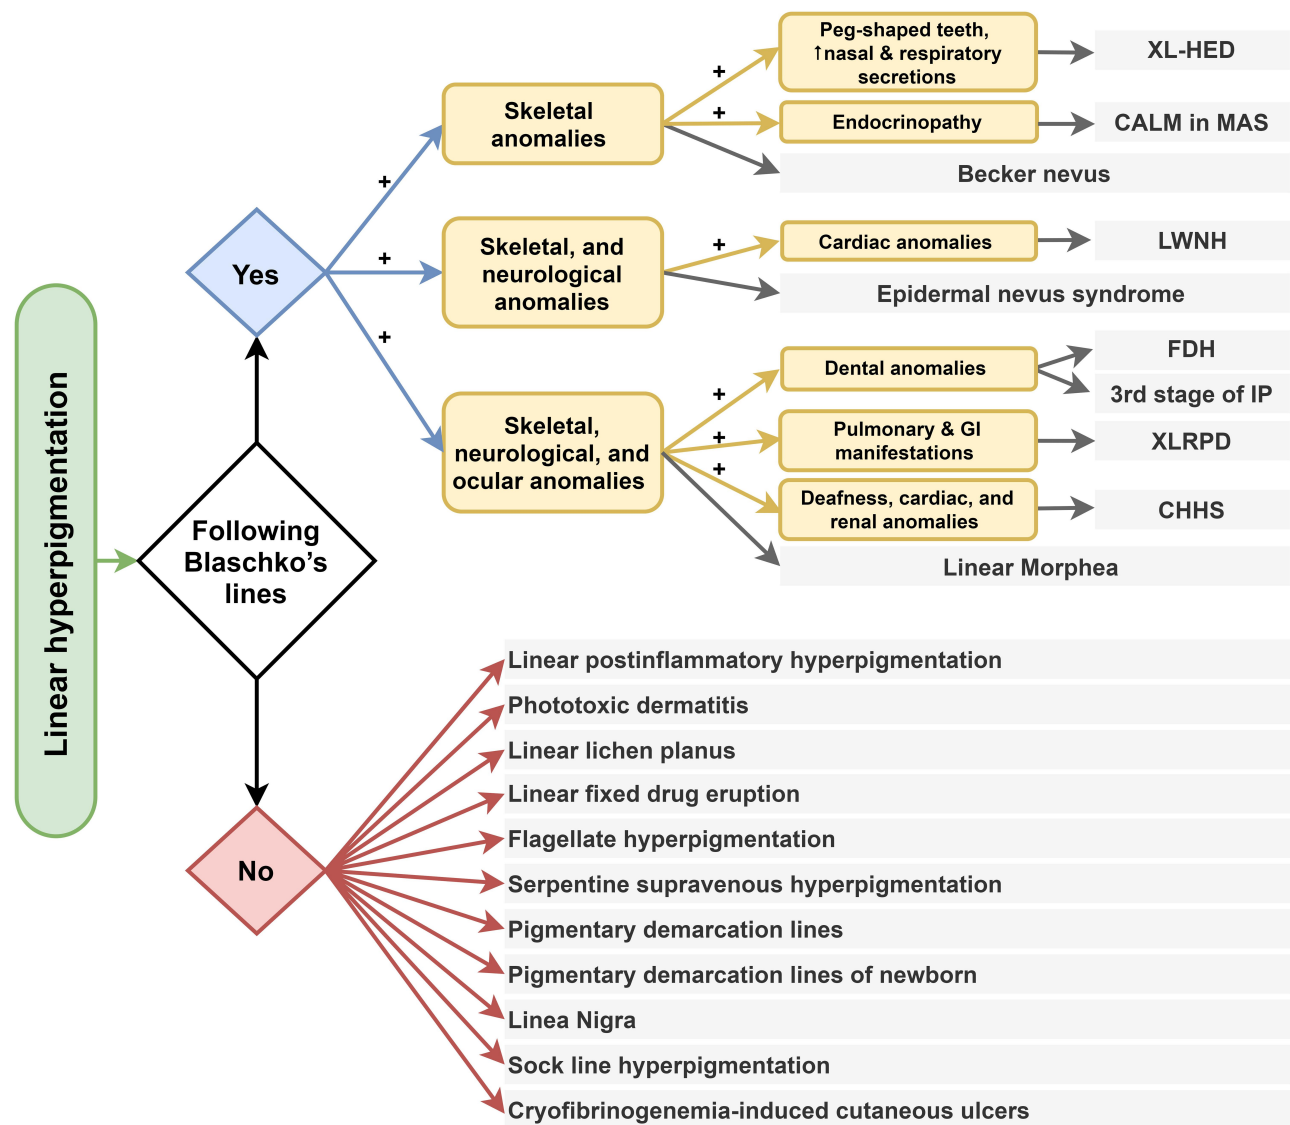 Linear hyperpigmentation
Following
Blaschko’s
lines
Yes
+
+
+
Skeletal
anomalies
+
+
Peg-shaped teeth,
↑nasal & respiratory
secretions
XL-HED
Endocrinopathy
CALM in MAS
Becker nevus
Skeletal, and
neurological
anomalies
+
Cardiac anomalies
LWNH
Epidermal nevus syndrome
Skeletal,
neurological, and
ocular anomalies
+
+
+
Dental anomalies
FDH
3rd stage of IP
Pulmonary & GI
manifestations
XLRPD
Deafness, cardiac, and
renal anomalies
CHHS
Linear Morphea
No
Linear postinflammatory hyperpigmentation
Phototoxic dermatitis
Linear lichen planus
Linear fixed drug eruption
Flagellate hyperpigmentation
Serpentine supravenous hyperpigmentation
Pigmentary demarcation lines
Pigmentary demarcation lines of newborn
Linea Nigra
Sock line hyperpigmentation
Cryofibrinogenemia-induced cutaneous ulcers